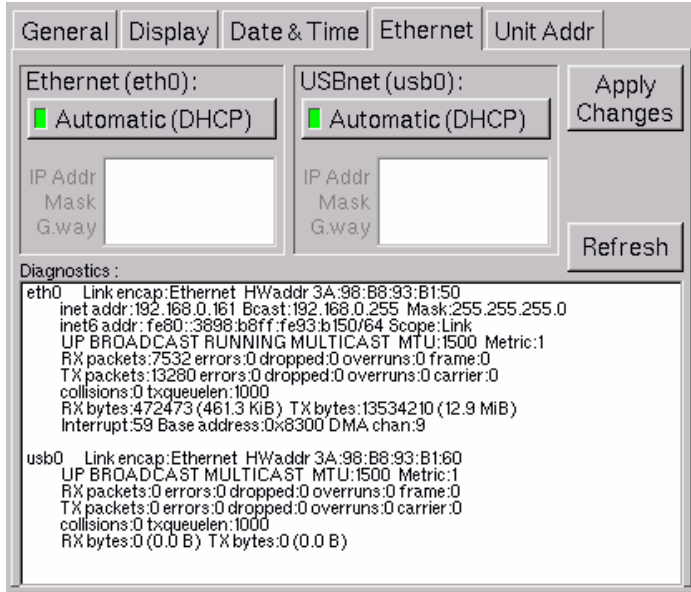 General Display Date & Time Ethernet Unit Addr
Ethernet (eth0):
Automatic (DHCP)
IP Addr
Mask
G.way
USBnet (usb0):
Automatic (DHCP)
IP Addr
Mask
G.way
Apply
Changes
Refresh
Diagnostics :
eth0 Link encap:Ethernet HWaddr 3A:98:B8:93:B1:50
inet addr:192.168.0.161 Bcast:192.168.0.255 Mask:255.255.255.0
inet6 addr: fe80::3898:b8ff:fe93:b150/64 Scope:Link
UP BROADCAST RUNNING MULTICAST MTU:1500 Metric:1
RX packets:7532 errors:0 dropped:0 overruns:0 frame:0
TX packets:13280 errors:0 dropped:0 overruns:0 carrier:0
collisions:0 txqueuelen:1000
RX bytes:472473 (461.3 KiB) TX bytes:13534210 (12.9 MiB)
Interrupt:59 Base address:0x8300 DMA chan:9
usb0 Link encap:Ethernet HWaddr 3A:98:B8:93:B1:60
UP BROADCAST MULTICAST MTU:1500 Metric:1
RX packets:0 errors:0 dropped:0 overruns:0 frame:0
TX packets:0 errors:0 dropped:0 overruns:0 carrier:0
collisions:0 txqueuelen:1000
RX bytes:0 (0.0 B) TX bytes:0 (0.0 B)